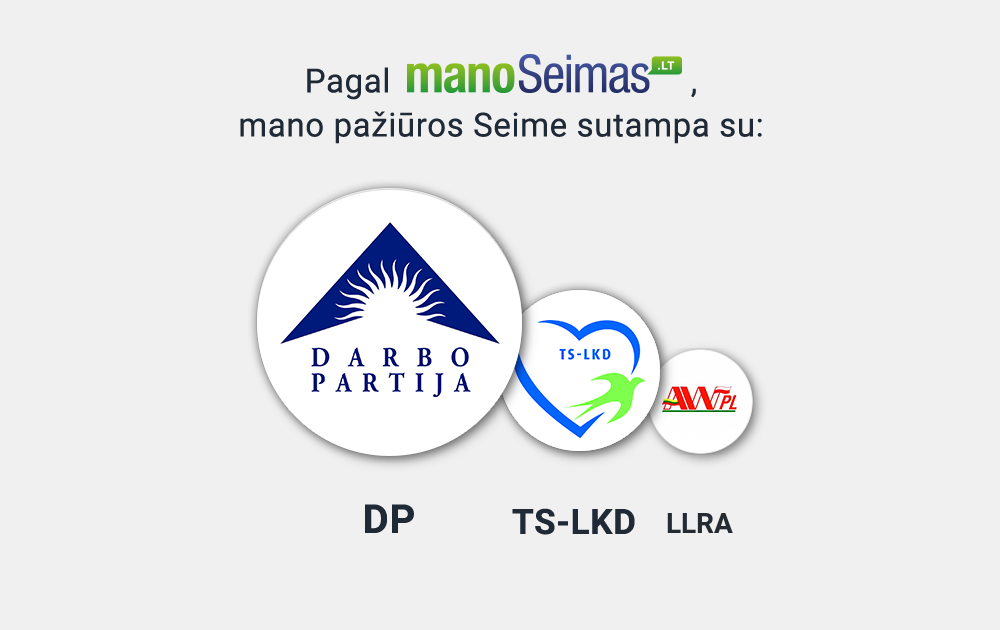 Pagal manoSeimas.LT ,
mano pažiūros Seime sutampa su:
DARBO
PARTIJA
TS-LKD
AWPL
DP
TS-LKD
LLRA